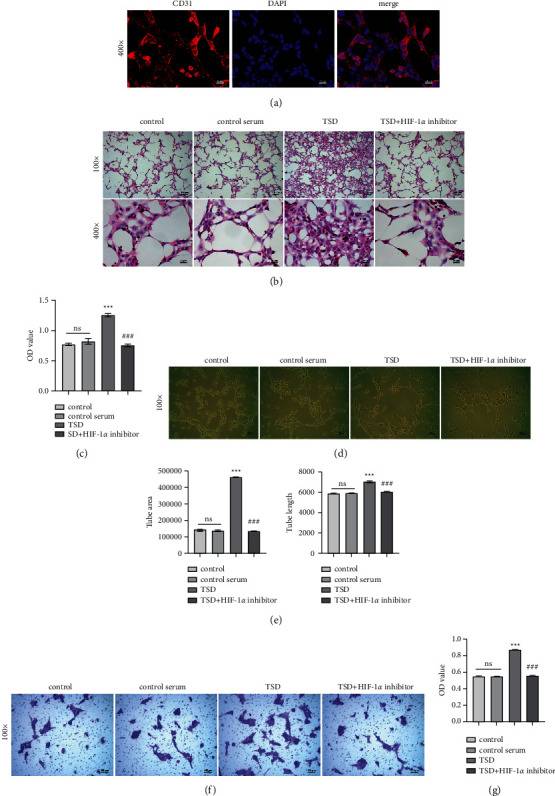 CD31 DAPI merge
400×
(a)
control control serum TSD TSD+HIF-1α inhibitor
100×
400×
(b)
1.5
1.0
0.5
0.0
OD value
ns
***
###
control
control serum
TSD
SD+HIF-1α inhibitor
(c)
control control serum TSD TSD+HIF-1α inhibitor
100×
(d)
500000
400000
300000
200000
100000
0
Tube area
ns
***
###
control
control serum
TSD
TSD+HIF-1α inhibitor
8000
6000
4000
2000
0
Tube length
ns
***
###
control
control serum
TSD
TSD+HIF-1α inhibitor
(e)
control control serum TSD TSD+HIF-1α inhibitor
100×
(f)
1.0
0.8
0.6
0.4
0.2
0.0
OD value
ns
***
###
control
control serum
TSD
TSD+HIF-1α inhibitor
(g)